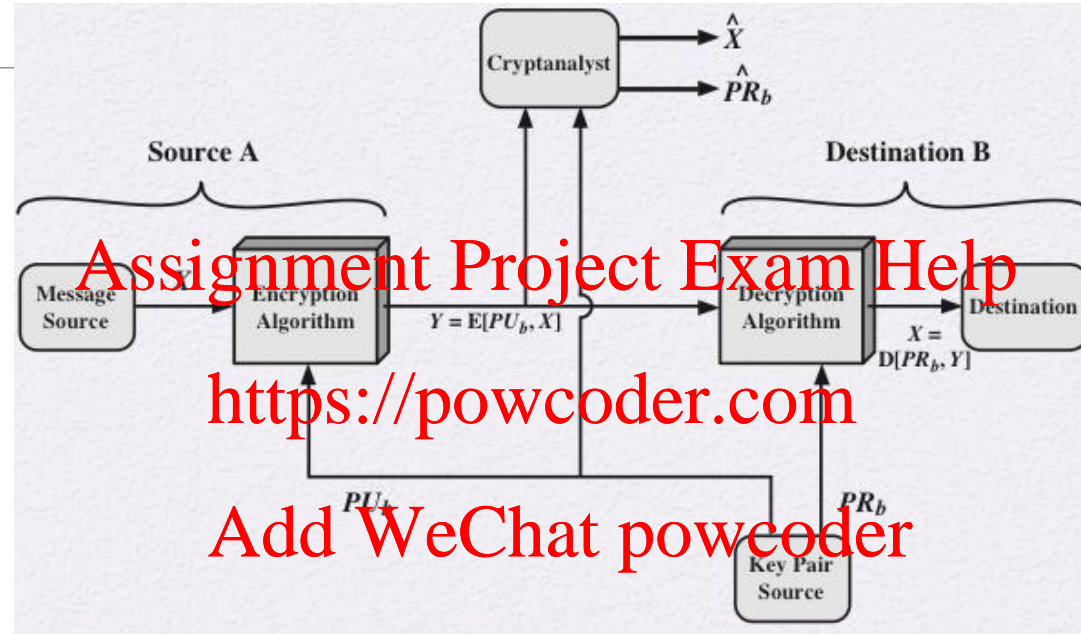 X̂
Cryptanalyst
P̂R_b
Source A
Destination B
Assignment Project Exam Help
Message
Source
X
Encryption
Algorithm
Y = E[PU_b, X]
Decryption
Algorithm
Destination
X =
D[PR_b, Y]
https://powcoder.com
PU_b
PR_b
Add WeChat powcoder
Key Pair
Source